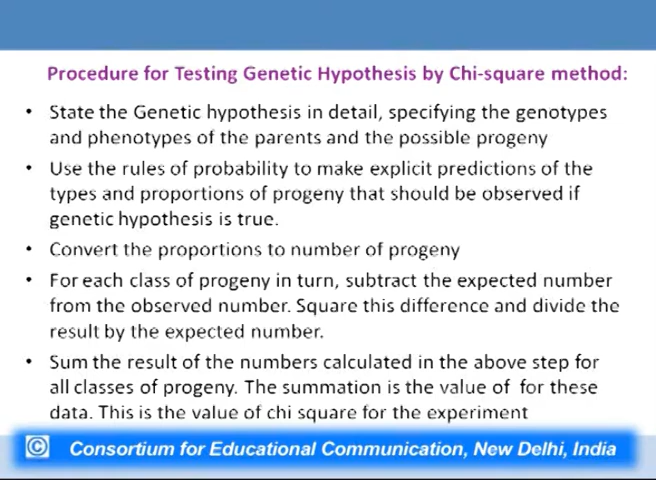 Procedure for Testing Genetic Hypothesis by Chi-square method:
• State the Genetic hypothesis in detail, specifying the genotypes
and phenotypes of the parents and the possible progeny
• Use the rules of probability to make explicit predictions of the
types and proportions of progeny that should be observed if
genetic hypothesis is true.
• Convert the proportions to number of progeny
• For each class of progeny in turn, subtract the expected number
from the observed number. Square this difference and divide the
result by the expected number.
• Sum the result of the numbers calculated in the above step for
all classes of progeny. The summation is the value of for these
data. This is the value of chi square for the experiment
© Consortium for Educational Communication, New Delhi, India